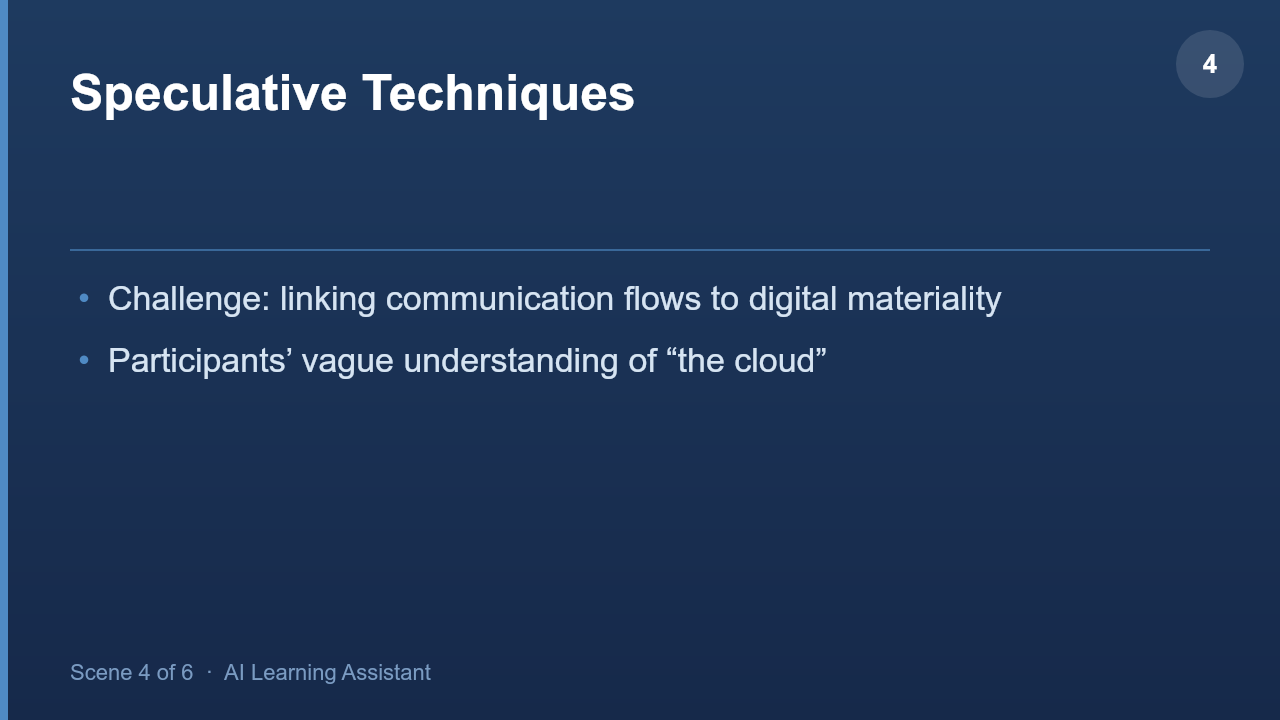 Speculative Techniques
4
• Challenge: linking communication flows to digital materiality
• Participants’ vague understanding of “the cloud”
Scene 4 of 6 · AI Learning Assistant